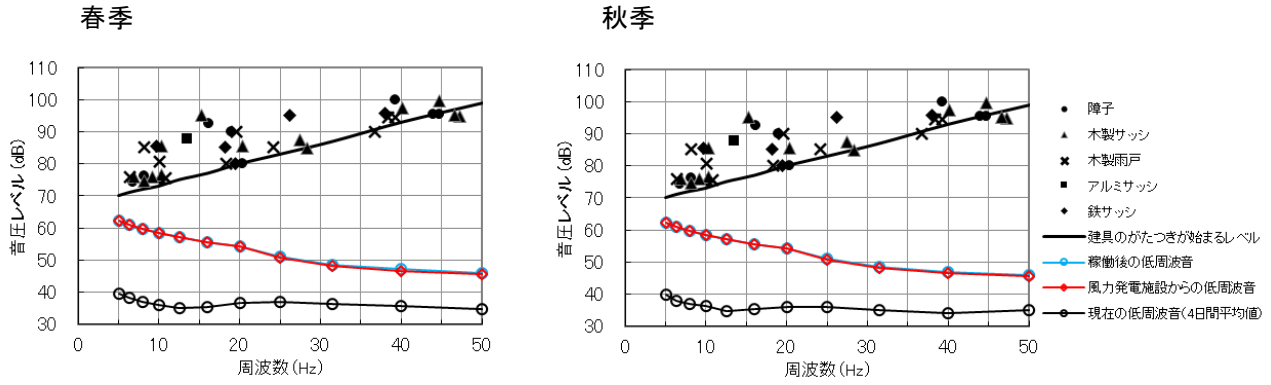 春季
秋季
音圧レベル(dB)
110
100
90
80
70
60
50
40
30
0
10
20
30
40
50
周波数(Hz)
音圧レベル(dB)
110
100
90
80
70
60
50
40
30
0
10
20
30
40
50
周波数(Hz)
障子
木製サッシ
木製雨戸
アルミサッシ
鉄サッシ
建具のがたつきが始まるレベル
稼働後の低周波音
風力発電施設からの低周波音
現在の低周波音(4日間平均値)